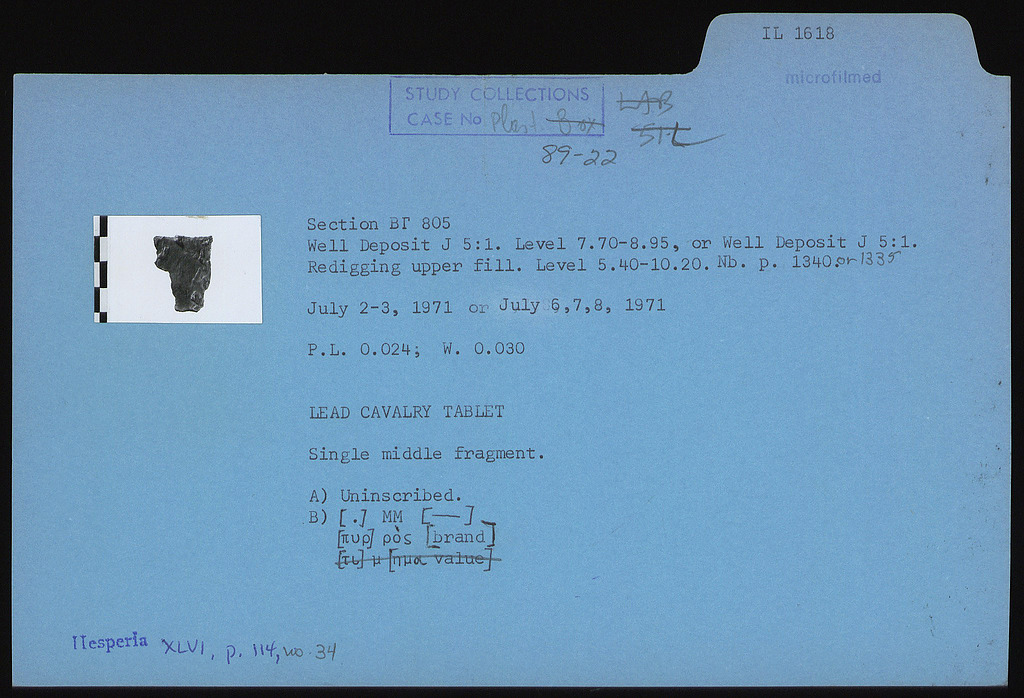 IL 1618
microfilmed
STUDY COLLECTIONS
CASE No Plast. Box
LAB
89-22
Section ΒΓ 805
Well Deposit J 5:1. Level 7.70-8.95, or Well Deposit J 5:1.
Redigging upper fill. Level 5.40-10.20. Nb. p. 1340 or 1335
July 2-3, 1971 or July 6,7,8, 1971
P.L. 0.024; W. 0.030
LEAD CAVALRY TABLET
Single middle fragment.
A) Uninscribed.
B) [.] ΜΜ [—]
[πυρ] ρὸς [brand]
[τι] μ [ημα value]
Hesperia XLVI, p. 114, no. 34